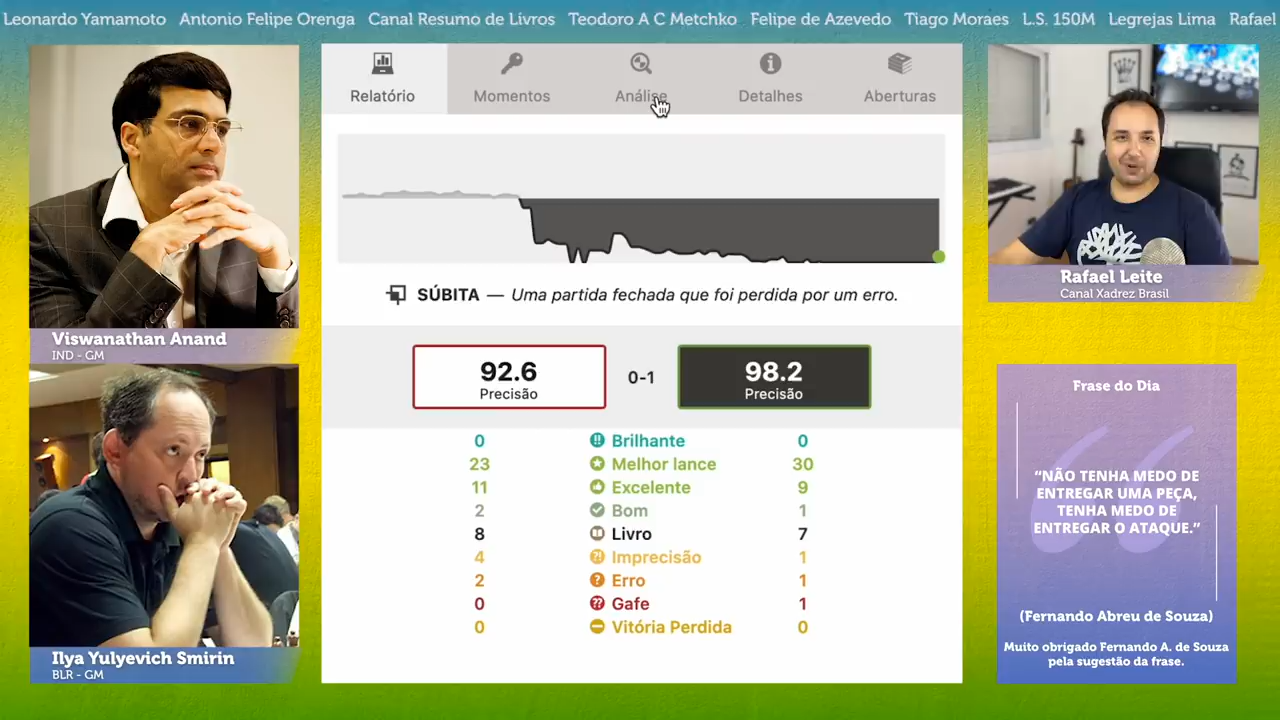 Leonardo Yamamoto Antonio Felipe Orenga Canal Resumo de Livros Teodoro A C Metchko Felipe de Azevedo Tiago Moraes L.S. 150M Legrejas Lima Rafael
Relatório Momentos Análise Detalhes Aberturas
SÚBITA — Uma partida fechada que foi perdida por um erro.
92.6 0-1 98.2
Precisão Precisão
0 Brilhante 0
23 Melhor lance 30
11 Excelente 9
2 Bom 1
8 Livro 7
4 Imprecisão 1
2 Erro 1
0 Gafe 1
0 Vitória Perdida 0
Viswanathan Anand
IND - GM
Ilya Yulyevich Smirin
BLR - GM
Rafael Leite
Canal Xadrez Brasil
Frase do Dia
“NÃO TENHA MEDO DE
ENTREGAR UMA PEÇA,
TENHA MEDO DE
ENTREGAR O ATAQUE.”
(Fernando Abreu de Souza)
Muito obrigado Fernando A. de Souza
pela sugestão da frase.